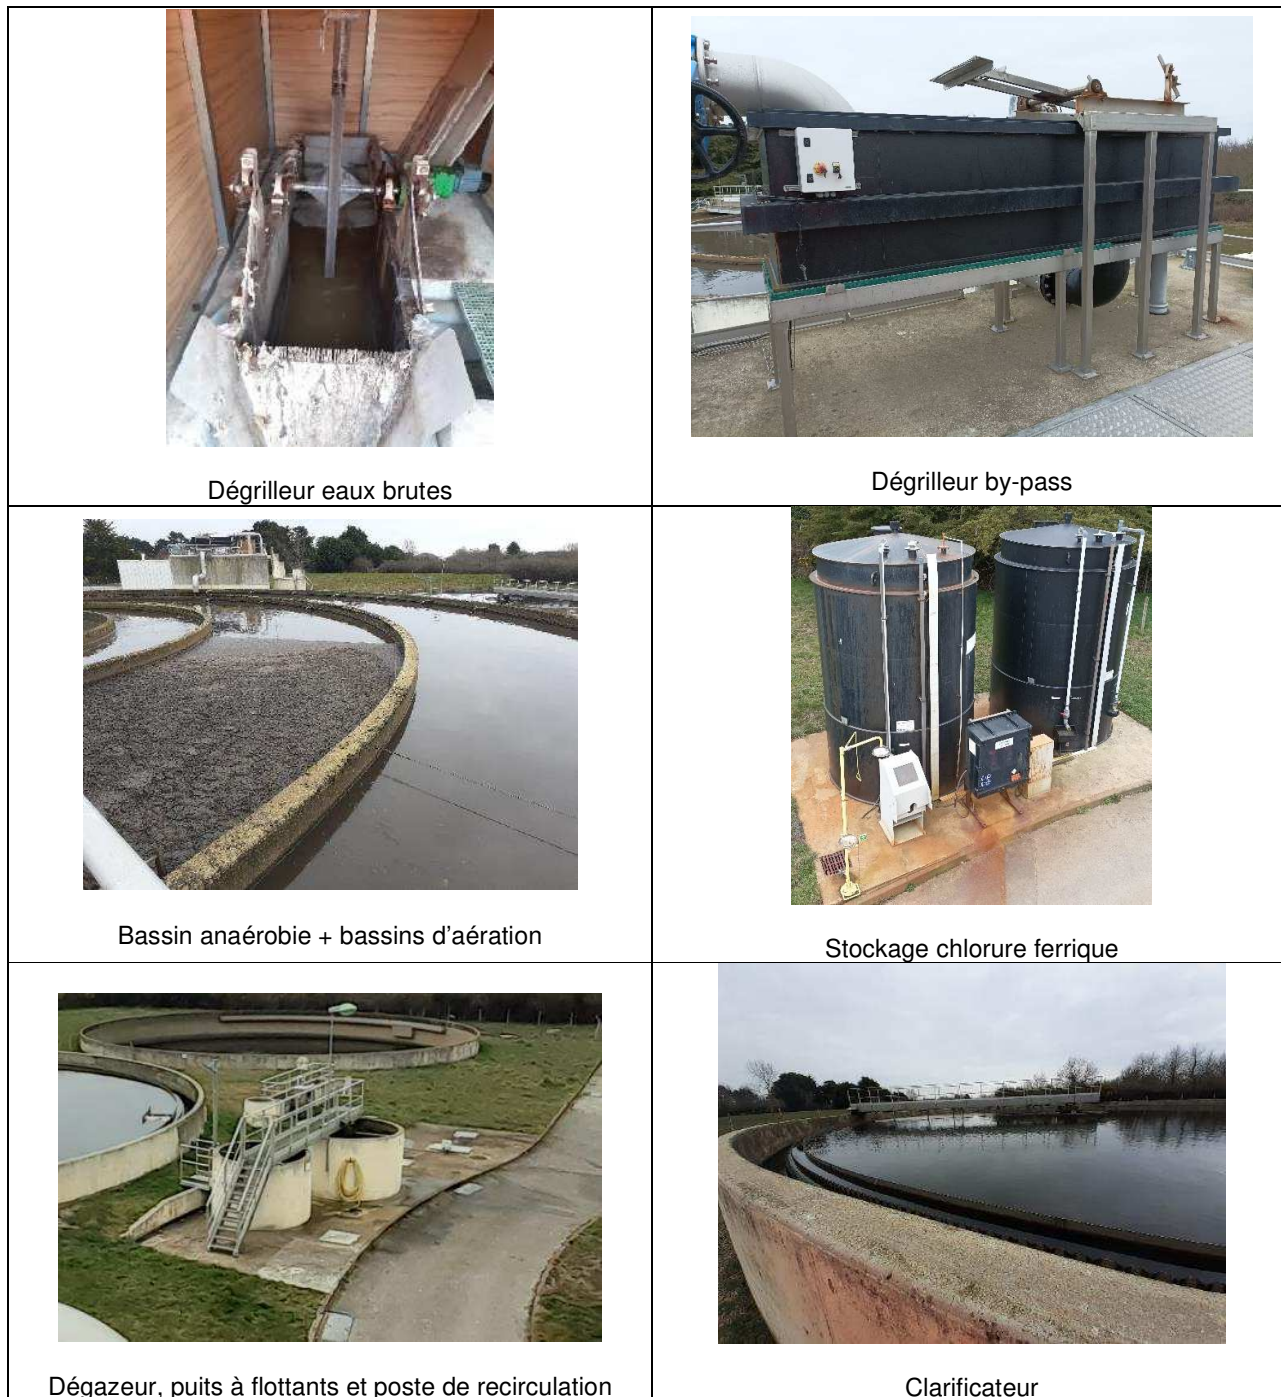 Dégrilleur eaux brutes
Dégrilleur by-pass
Bassin anaérobie + bassins d'aération
Stockage chlorure ferrique
Dégazeur, puits à flottants et poste de recirculation
Clarificateur